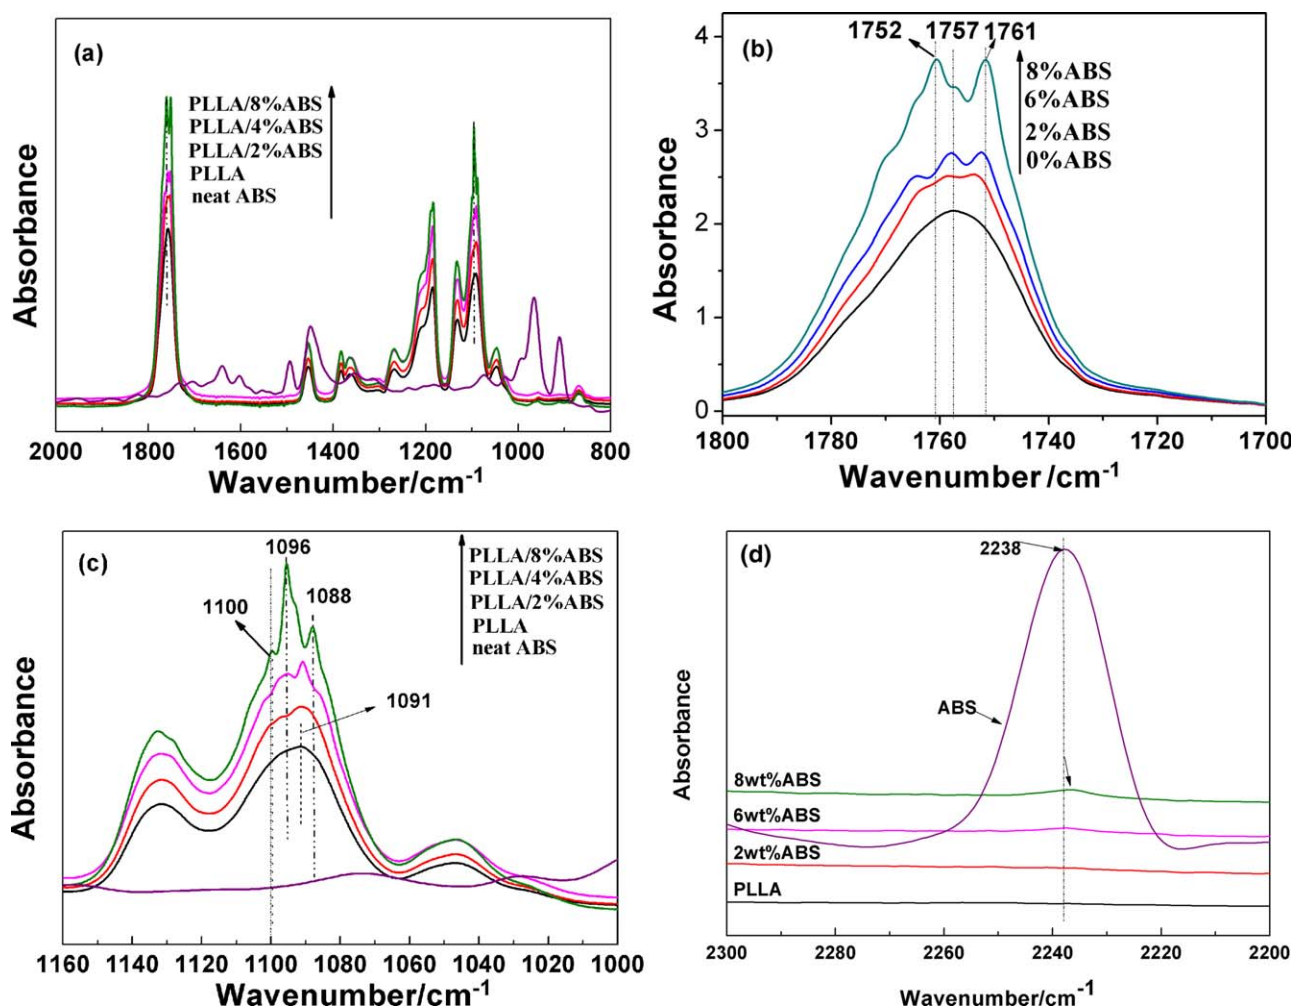 (a)
PLLA/8%ABS
PLLA/4%ABS
PLLA/2%ABS
PLLA
neat ABS
Absorbance
2000 1800 1600 1400 1200 1000 800
Wavenumber/cm-1
(b)
1752 1757 1761
8%ABS
6%ABS
2%ABS
0%ABS
Absorbance
4
3
2
1
0
1800 1780 1760 1740 1720 1700
Wavenumber/cm-1
(c)
1096
1100
1088
1091
PLLA/8%ABS
PLLA/4%ABS
PLLA/2%ABS
PLLA
neat ABS
Absorbance
1160 1140 1120 1100 1080 1060 1040 1020 1000
Wavenumber/cm-1
(d)
2238
ABS
8wt%ABS
6wt%ABS
2wt%ABS
PLLA
Absorbance
2300 2280 2260 2240 2220 2200
Wavenumber/cm-1